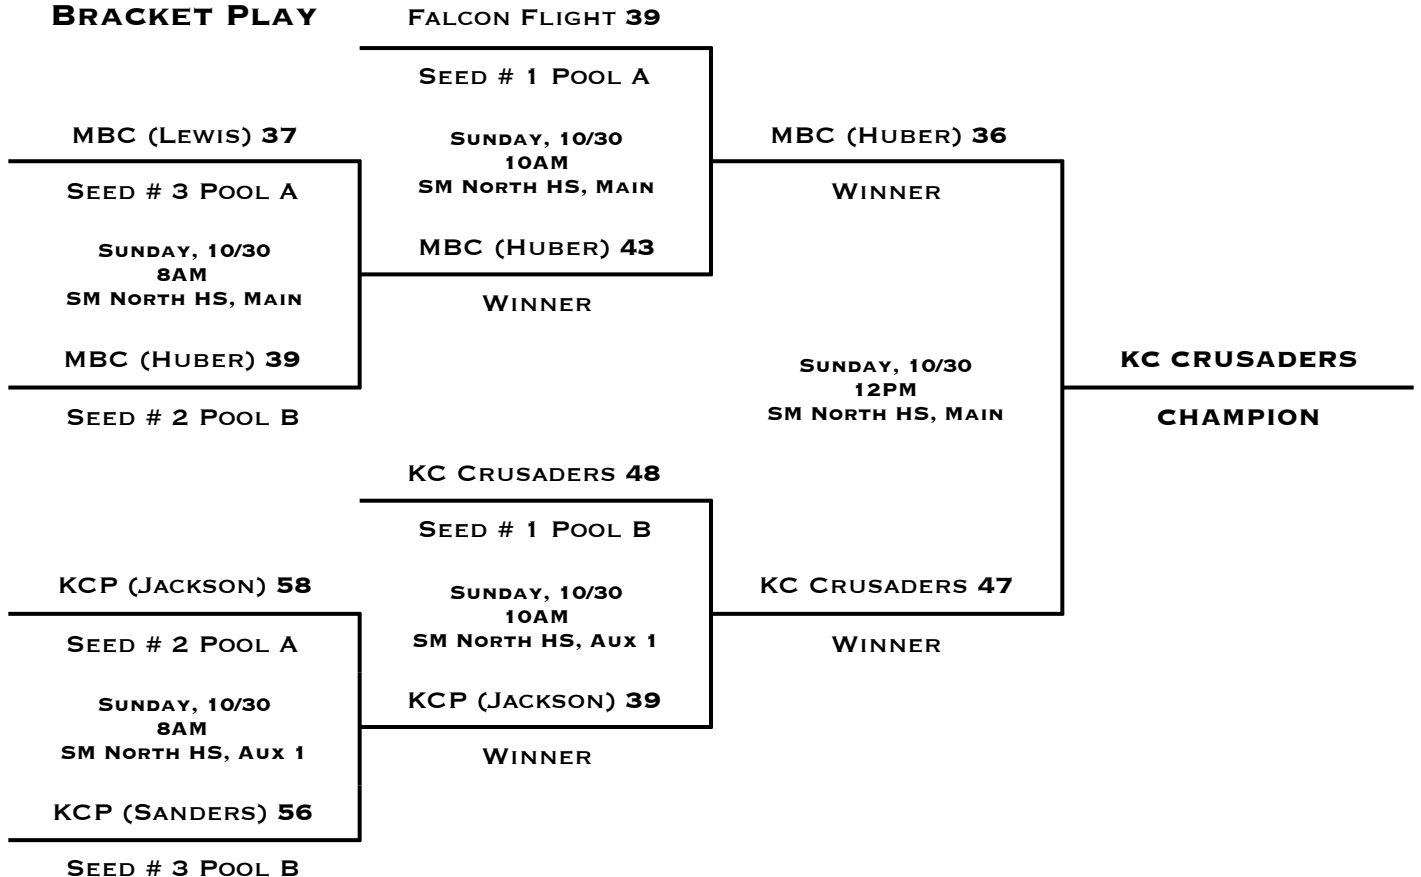 BRACKET PLAY
FALCON FLIGHT 39
SEED # 1 POOL A
MBC (LEWIS) 37
SEED # 3 POOL A
SUNDAY, 10/30
8AM
SM NORTH HS, MAIN
MBC (HUBER) 39
SEED # 2 POOL B
SUNDAY, 10/30
10AM
SM NORTH HS, MAIN
MBC (HUBER) 43
WINNER
MBC (HUBER) 36
WINNER
SUNDAY, 10/30
12PM
SM NORTH HS, MAIN
KC CRUSADERS
CHAMPION
KC CRUSADERS 48
SEED # 1 POOL B
KCP (JACKSON) 58
SEED # 2 POOL A
SUNDAY, 10/30
8AM
SM NORTH HS, AUX 1
KCP (SANDERS) 56
SEED # 3 POOL B
SUNDAY, 10/30
10AM
SM NORTH HS, AUX 1
KCP (JACKSON) 39
WINNER
KC CRUSADERS 47
WINNER